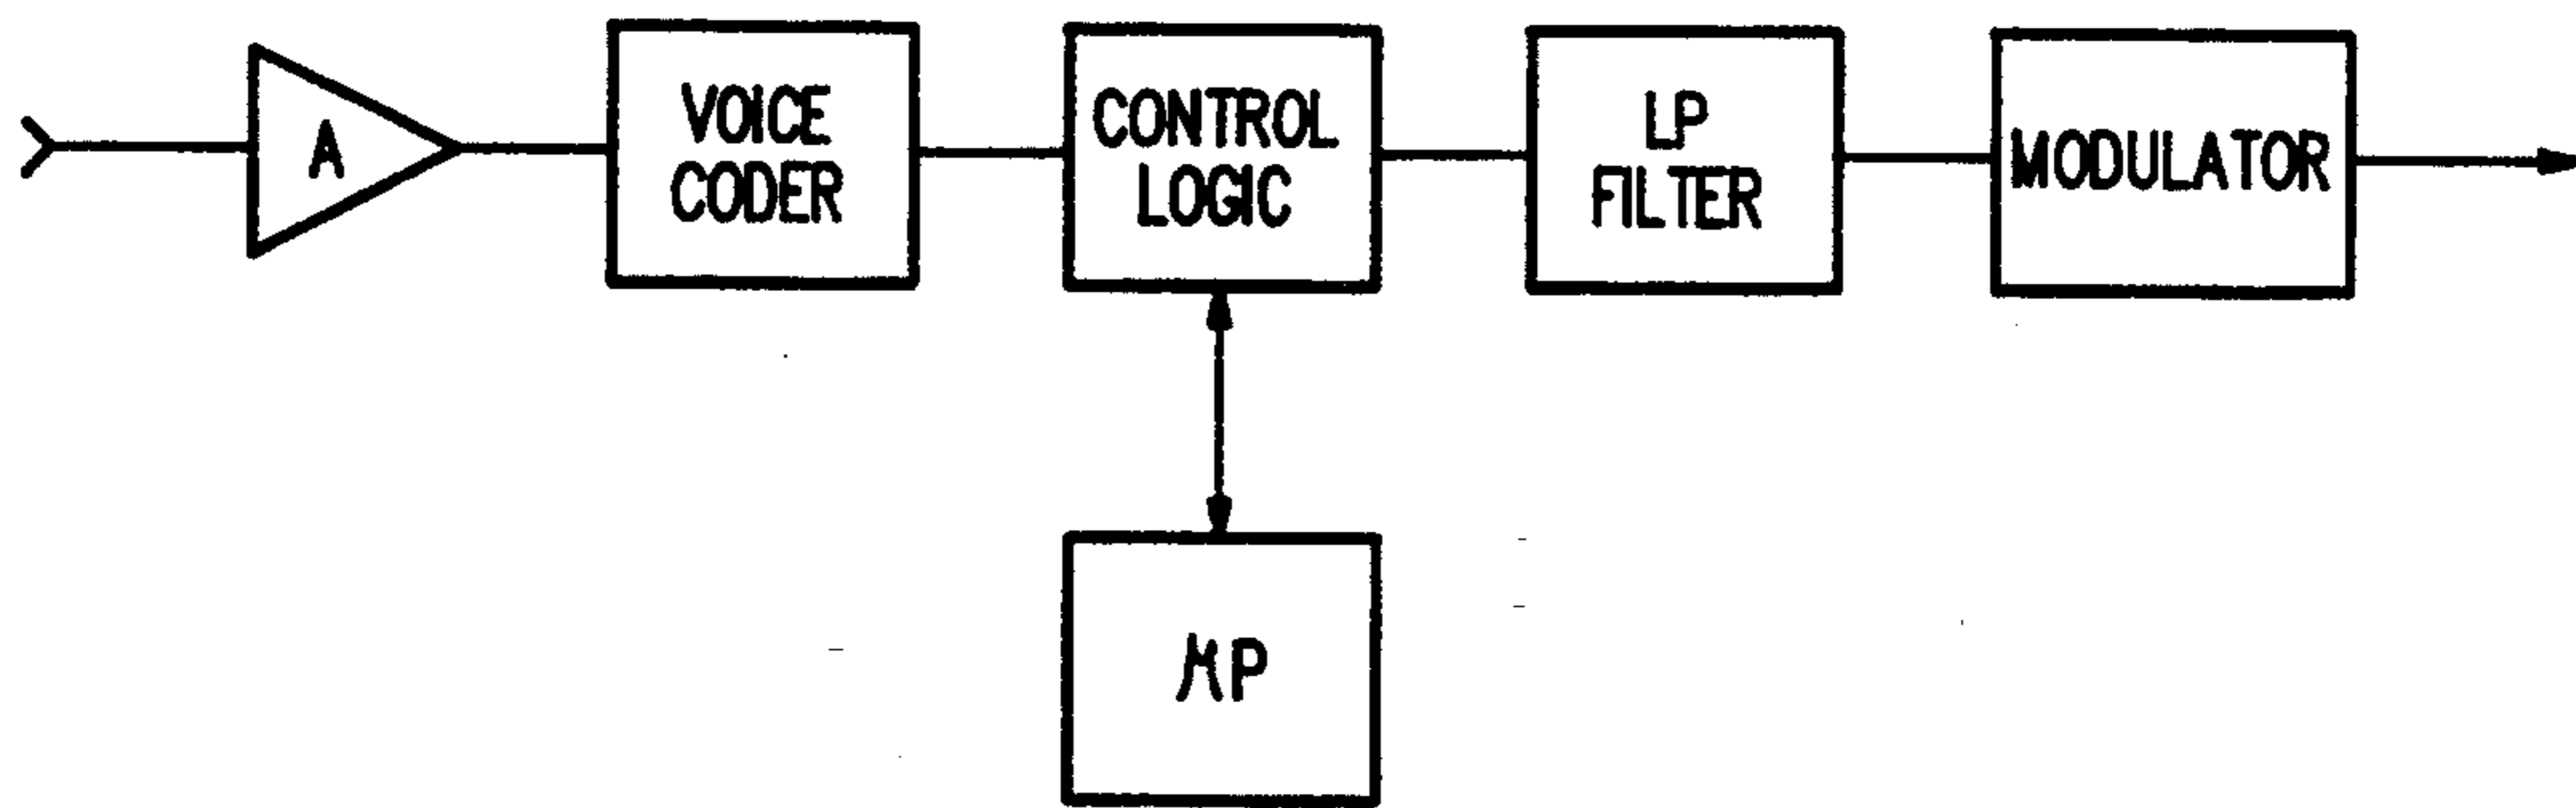 A
VOICE
CODER
CONTROL
LOGIC
LP
FILTER
MODULATOR
μP